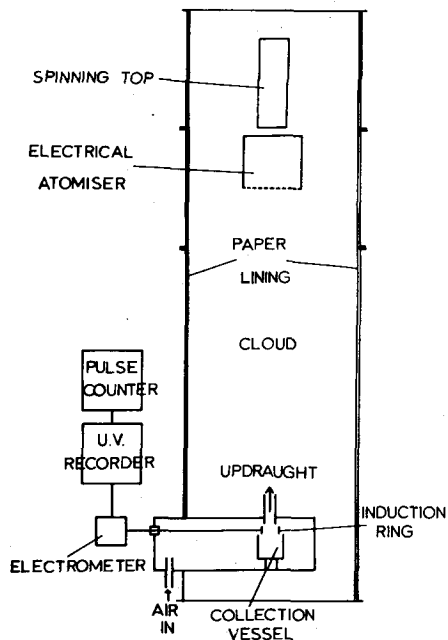 SPINNING TOP
ELECTRICAL
ATOMISER
PAPER
LINING
CLOUD
PULSE
COUNTER
U.V.
RECORDER
UPDRAUGHT
INDUCTION
RING
ELECTROMETER
AIR
IN
COLLECTION
VESSEL